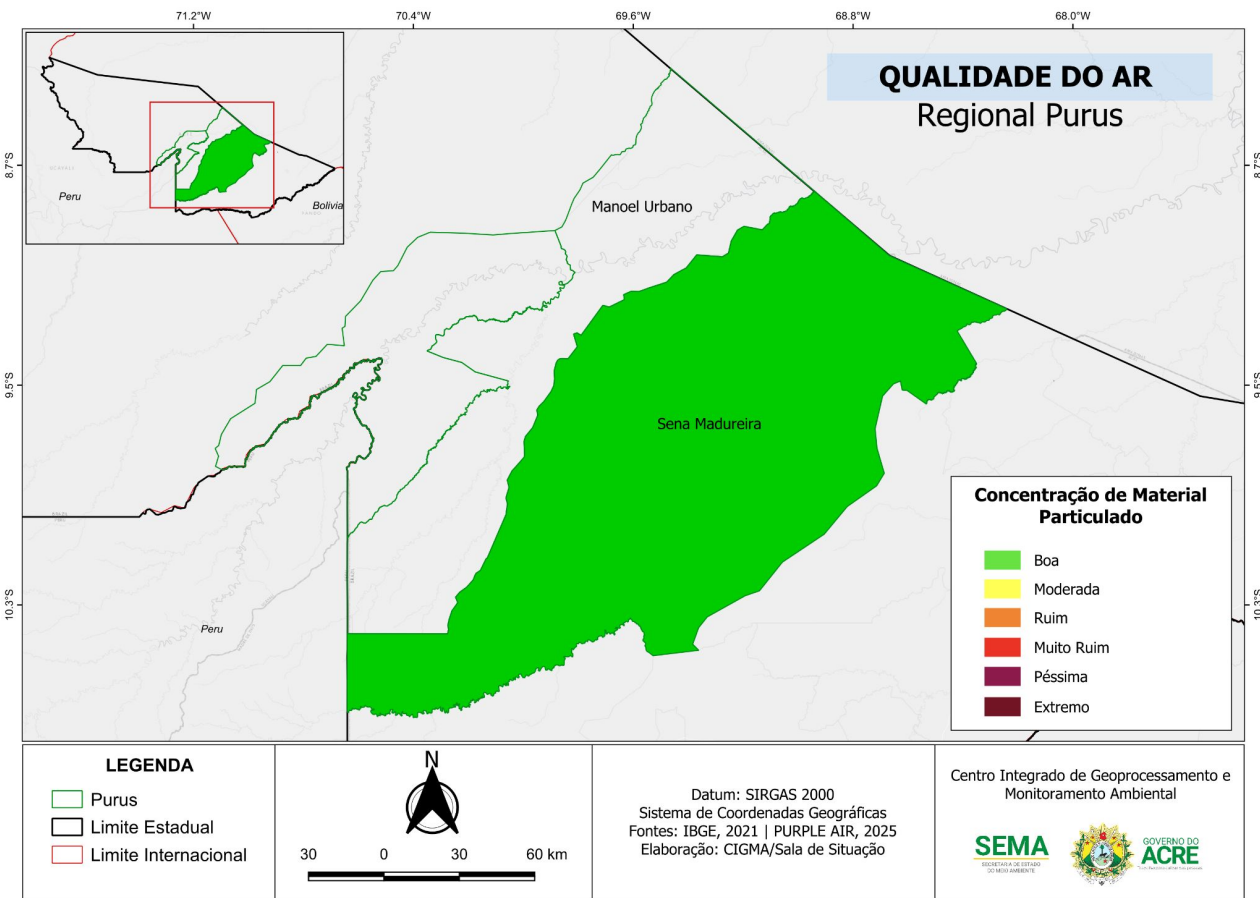 71.2°W
70.4°W
69.6°W
68.8°W
68.0°W
QUALIDADE DO AR
Regional Purus
8.7°S
8.7°S
Peru
Bolivia
Manoel Urbano
9.5°S
9.5°S
Sena Madureira
Concentração de Material
Particulado
Boa
Moderada
Ruim
Muito Ruim
Péssima
Extremo
10.3°S
10.3°S
Peru
LEGENDA
Purus
Limite Estadual
Limite Internacional
N
30 0 30 60 km
Datum: SIRGAS 2000
Sistema de Coordenadas Geográficas
Fontes: IBGE, 2021 | PURPLE AIR, 2025
Elaboração: CIGMA/Sala de Situação
Centro Integrado de Geoprocessamento e
Monitoramento Ambiental
SEMA
SECRETARIA DE ESTADO
DO MEIO AMBIENTE
GOVERNO DO
ACRE